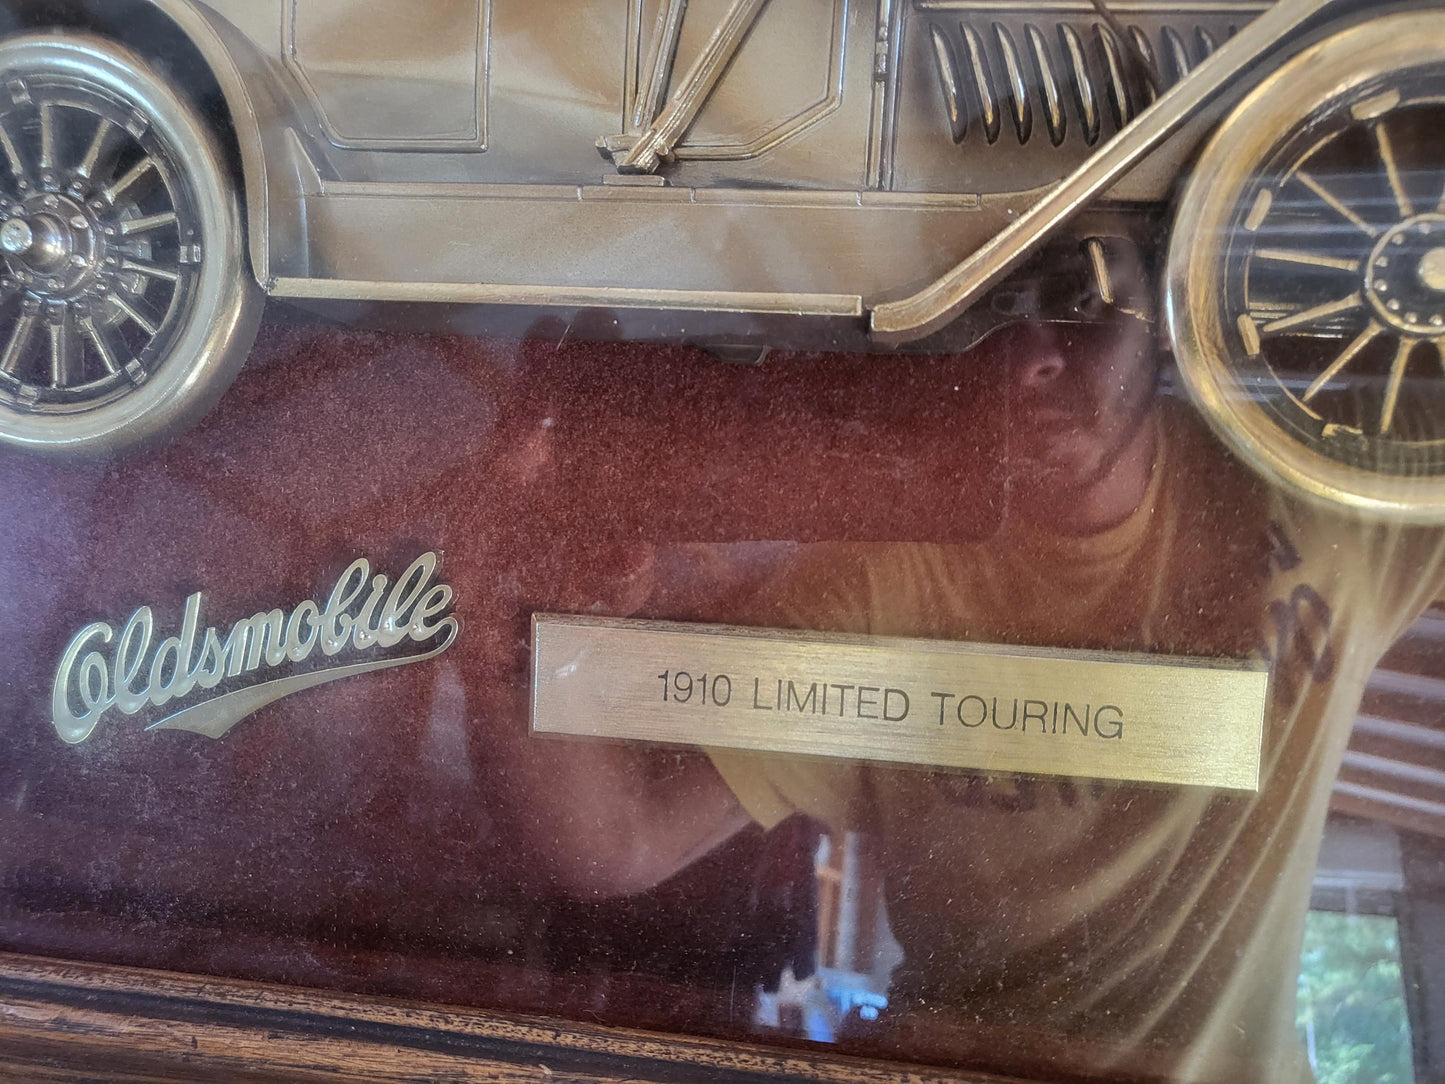 Oldsmobile
1910 LIMITED TOURING